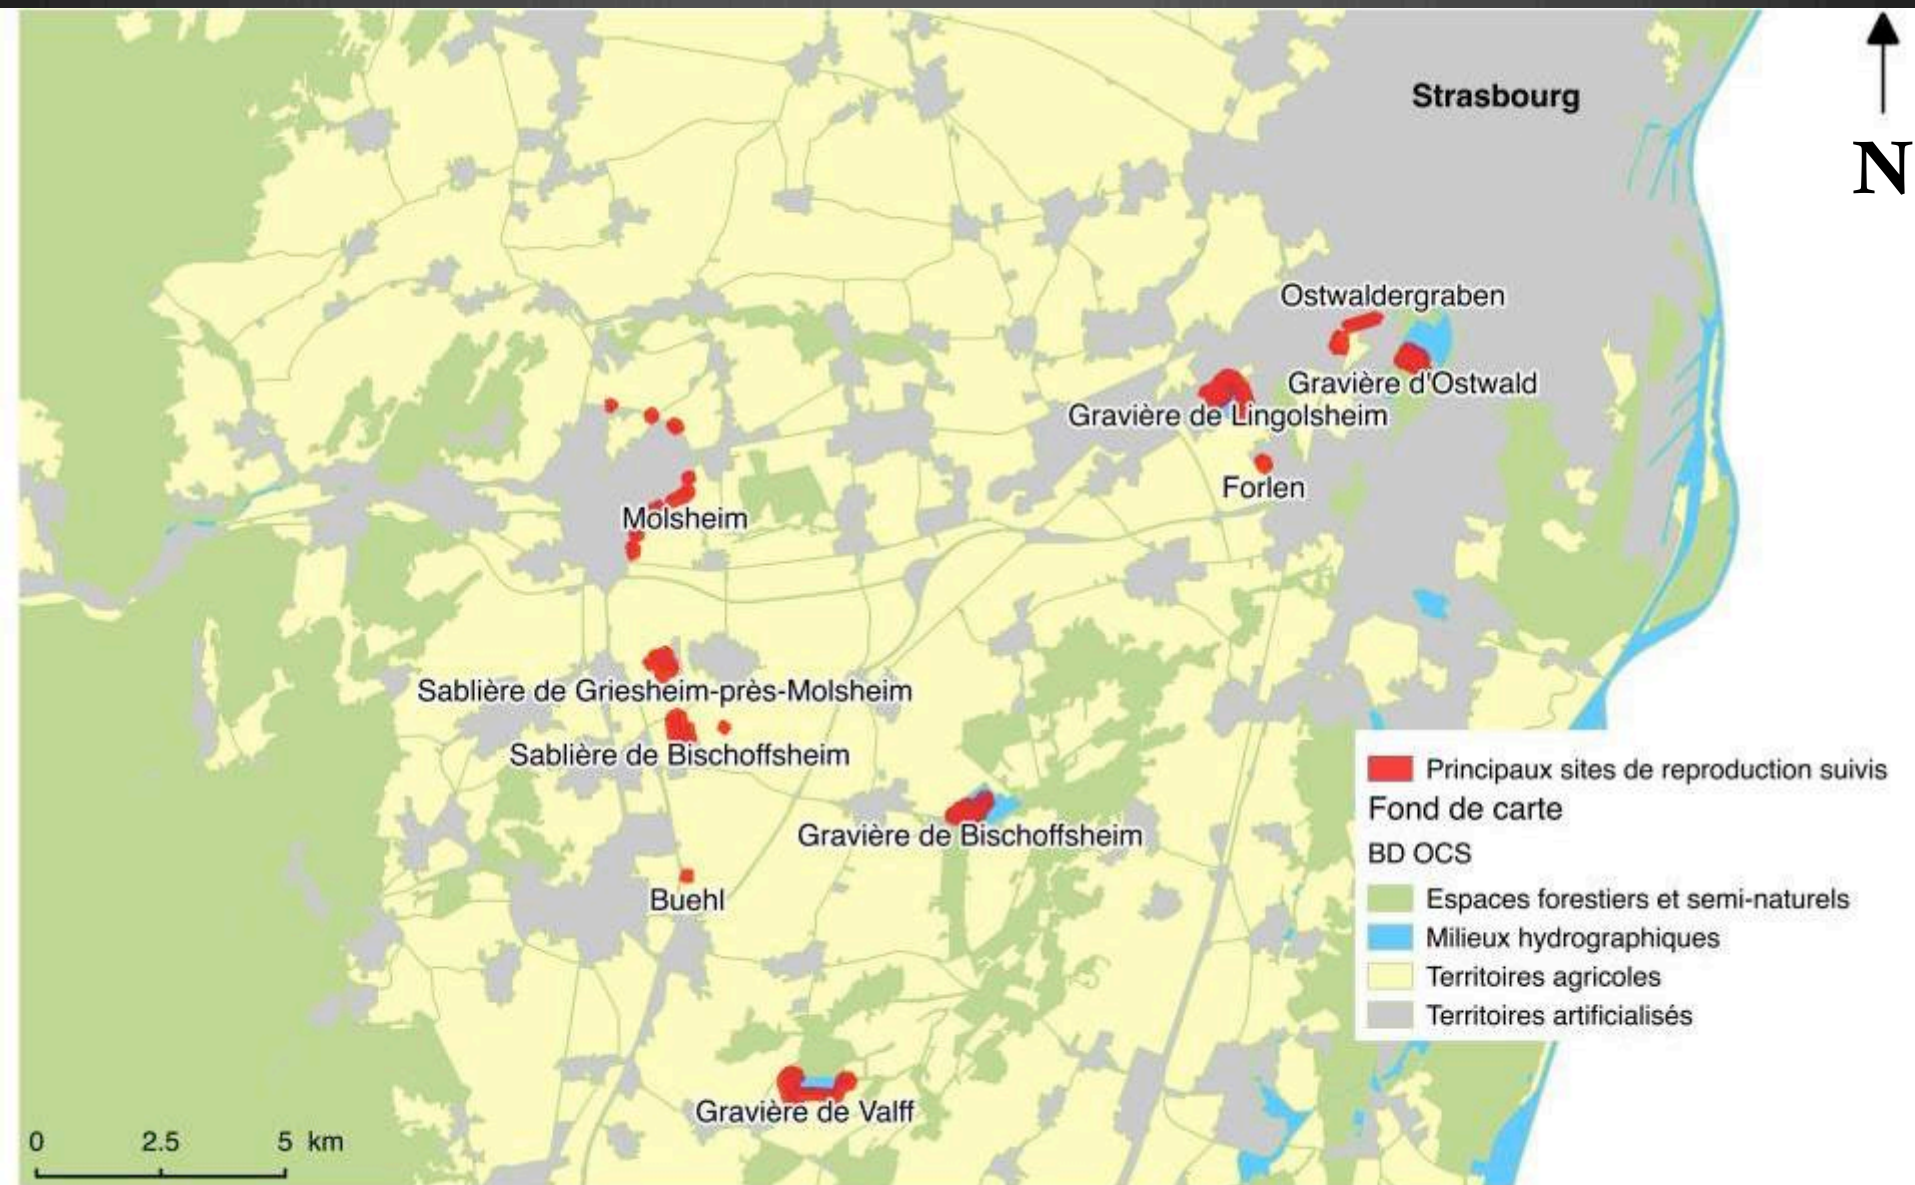 Strasbourg
N
Ostwaldergraben
Gravière d'Ostwald
Gravière de Lingolsheim
Forlen
Molsheim
Sablière de Griesheim-près-Molsheim
Sablière de Bischoffsheim
Gravière de Bischoffsheim
Buehl
Gravière de Valff
Principaux sites de reproduction suivis
Fond de carte
BD OCS
Espaces forestiers et semi-naturels
Milieux hydrographiques
Territoires agricoles
Territoires artificialisés
0 2.5 5 km